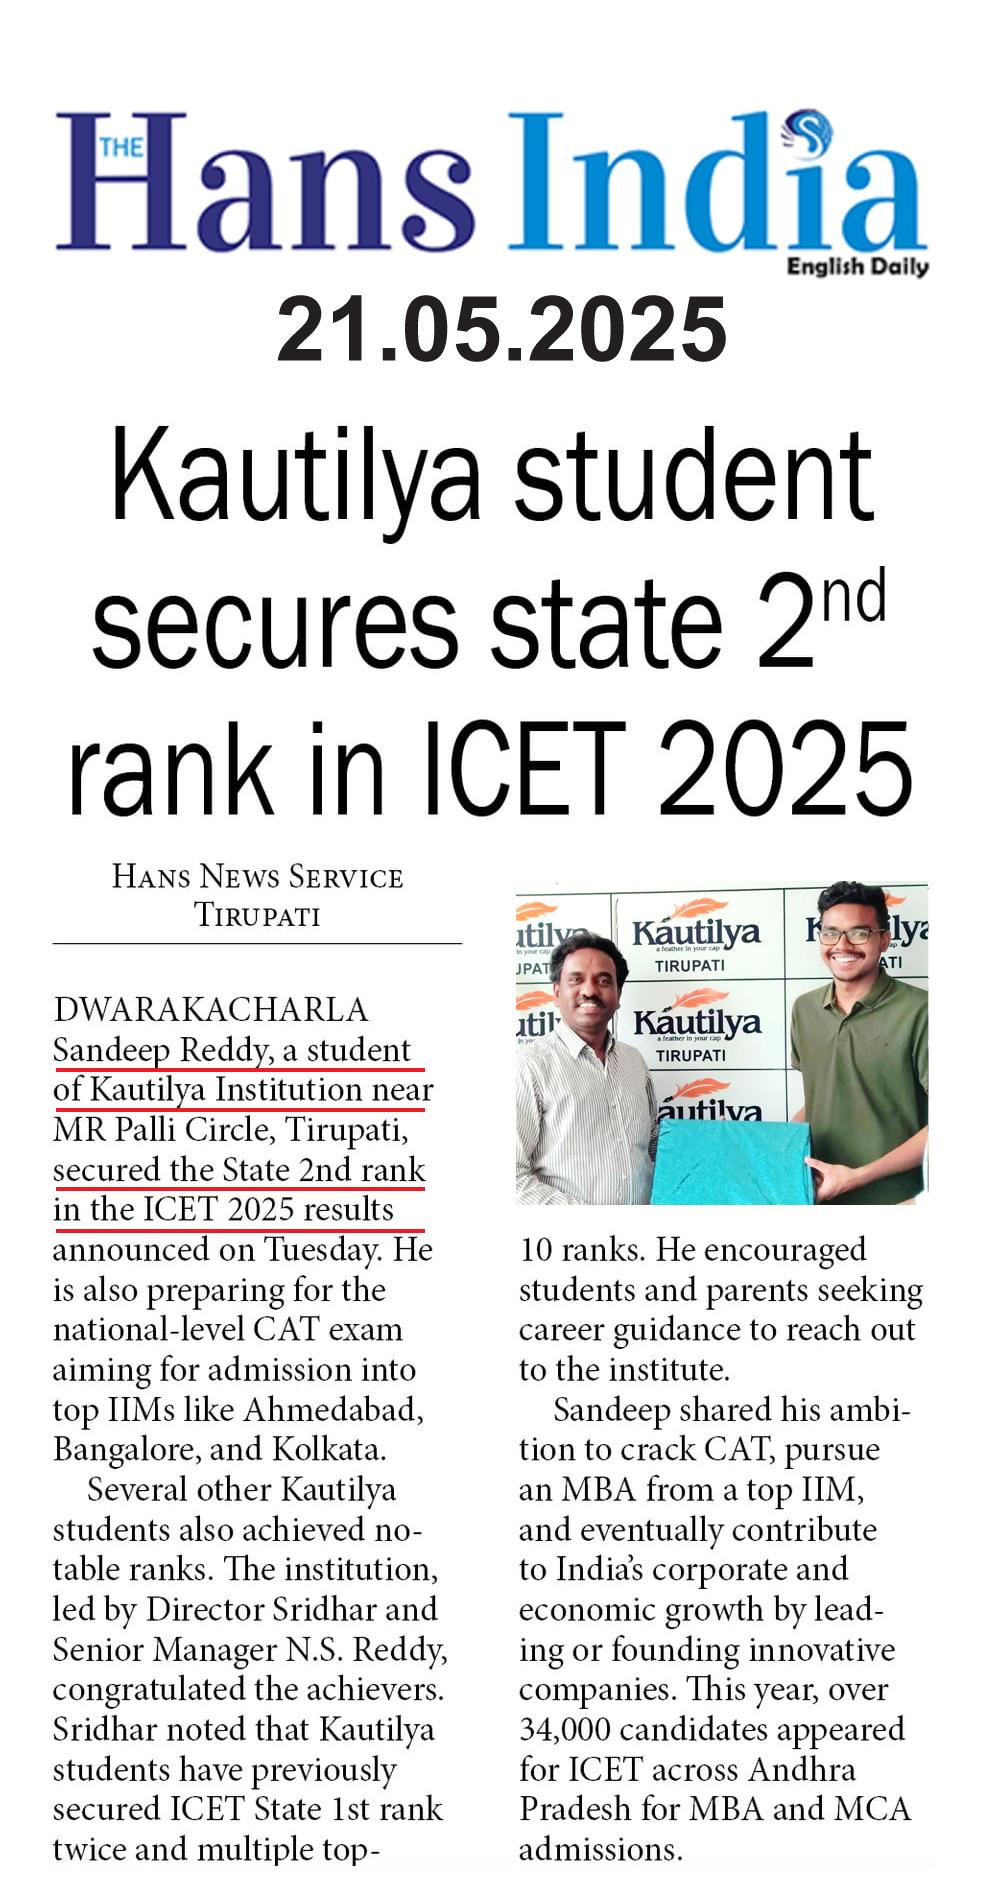 THE
Hans India
English Daily
21.05.2025
Kautilya student
secures state 2nd
rank in ICET 2025
HANS NEWS SERVICE
TIRUPATI
DWARAKACHARLA
Sandeep Reddy, a student
of Kautilya Institution near
MR Palli Circle, Tirupati,
secured the State 2nd rank
in the ICET 2025 results
announced on Tuesday. He
is also preparing for the
national-level CAT exam
aiming for admission into
top IIMs like Ahmedabad,
Bangalore, and Kolkata.
Several other Kautilya
students also achieved no-
table ranks. The institution,
led by Director Sridhar and
Senior Manager N.S. Reddy,
congratulated the achievers.
Sridhar noted that Kautilya
students have previously
secured ICET State 1st rank
twice and multiple top-
Kautilya
a feather in your cap
TIRUPATI
Kautilya
a feather in your cap
TIRUPATI
10 ranks. He encouraged
students and parents seeking
career guidance to reach out
to the institute.
Sandeep shared his ambi-
tion to crack CAT, pursue
an MBA from a top IIM,
and eventually contribute
to India's corporate and
economic growth by lead-
ing or founding innovative
companies. This year, over
34,000 candidates appeared
for ICET across Andhra
Pradesh for MBA and MCA
admissions.